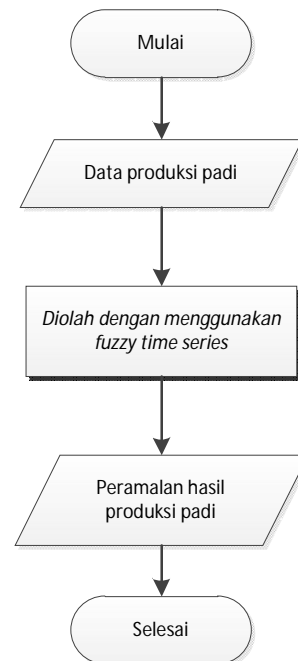 Mulai
Data produksi padi
Diolah dengan menggunakan
fuzzy time series
Peramalan hasil
produksi padi
Selesai